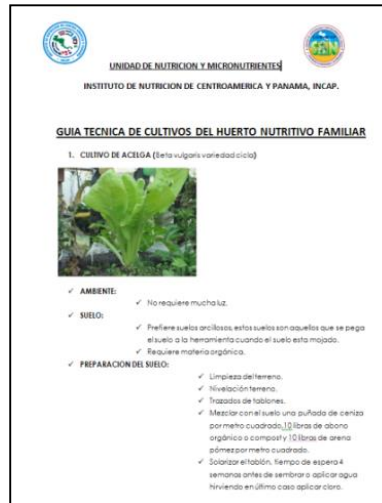 UNIDAD DE NUTRICION Y MICRONUTRIENTES
INSTITUTO DE NUTRICION DE CENTROAMERICA Y PANAMA, INCAP.
GUIA TECNICA DE CULTIVOS DEL HUERTO NUTRITIVO FAMILIAR
1. CULTIVO DE ACELGA (Beta vulgaris variedad cicla)
✓ AMBIENTE:
✓ No requiere mucha luz.
✓ SUELO:
✓ Prefiere suelos arcillosos, estos suelos son aquellos que se pega
el suelo a la herramienta cuando el suelo esta mojado.
✓ Requiere materia orgánica.
✓ PREPARACION DEL SUELO:
✓ Limpieza del terreno.
✓ Nivelación terreno.
✓ Trazados de tablones.
✓ Mezclar con el suelo una puñada de ceniza
por metro cuadrado, 10 libras de abono
orgánico o compost y 10 libras de arena
pómez por metro cuadrado.
✓ Solarizar el tablón, tiempo de espera 4
semanas antes de sembrar o aplicar agua
hirviendo en último caso aplicar cloro.